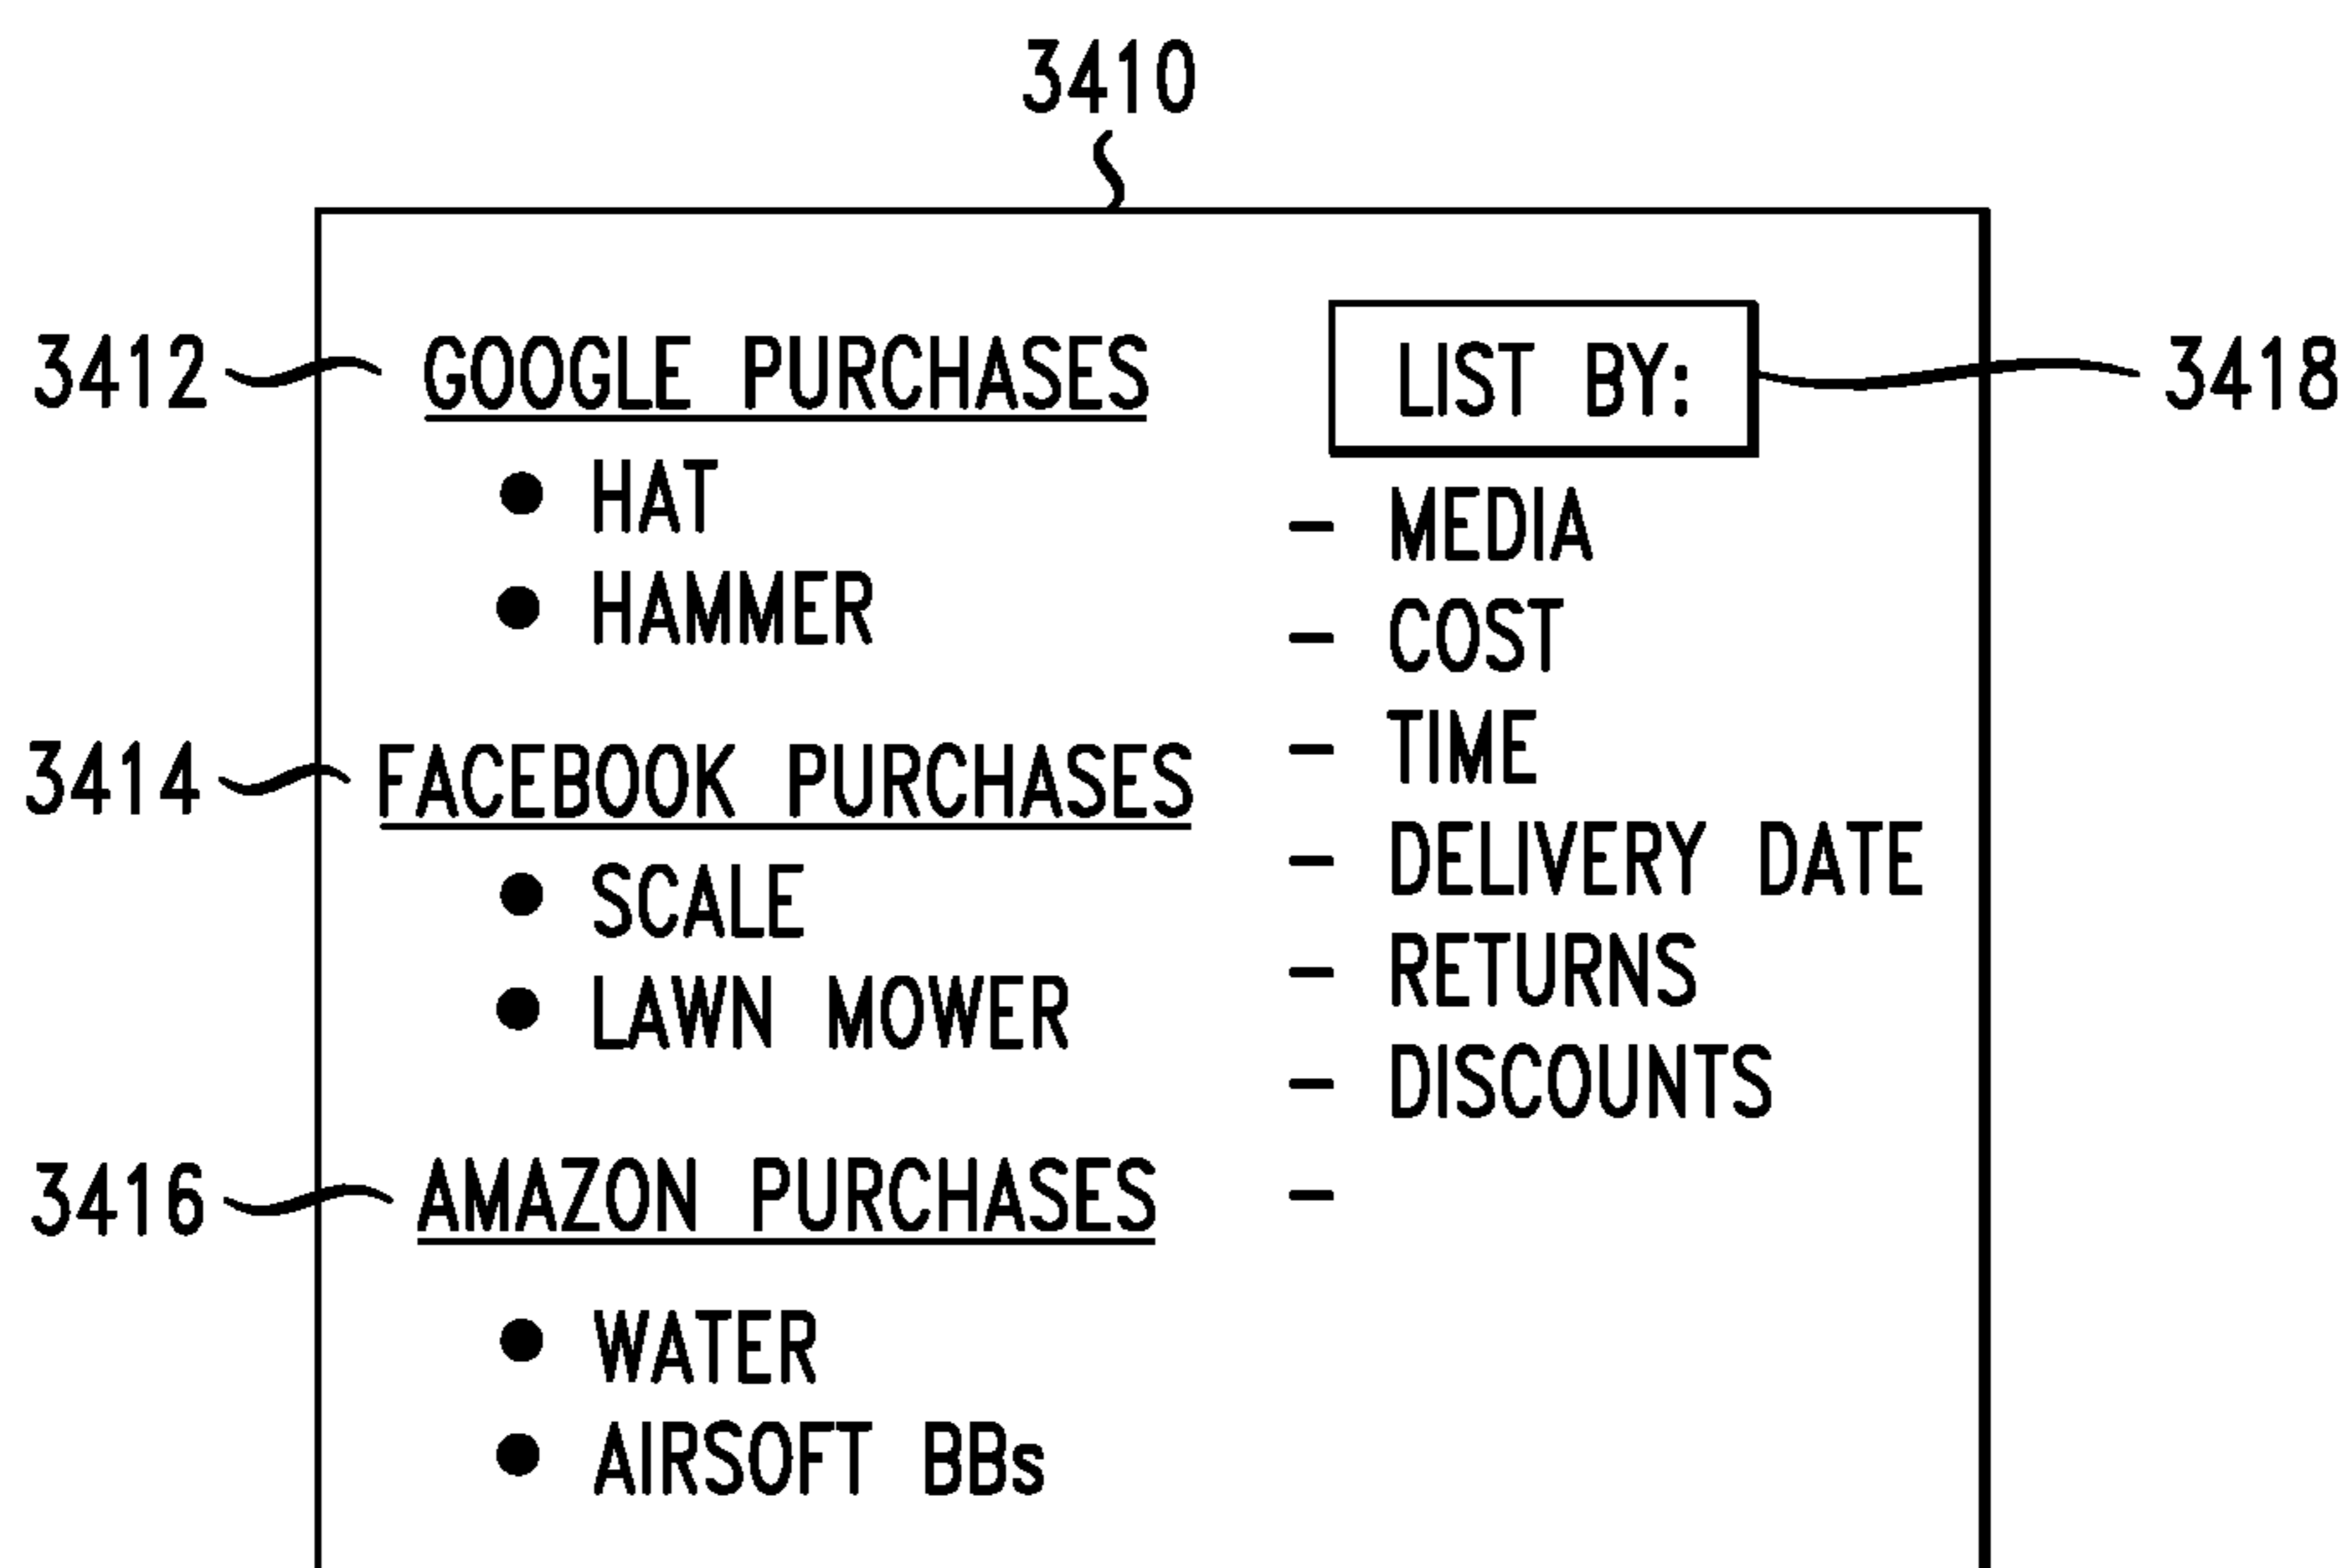 3410
3412
GOOGLE PURCHASES
● HAT
● HAMMER
3414
FACEBOOK PURCHASES
● SCALE
● LAWN MOWER
3416
AMAZON PURCHASES
● WATER
● AIRSOFT BBs
LIST BY:
3418
- MEDIA
- COST
- TIME
- DELIVERY DATE
- RETURNS
- DISCOUNTS
-